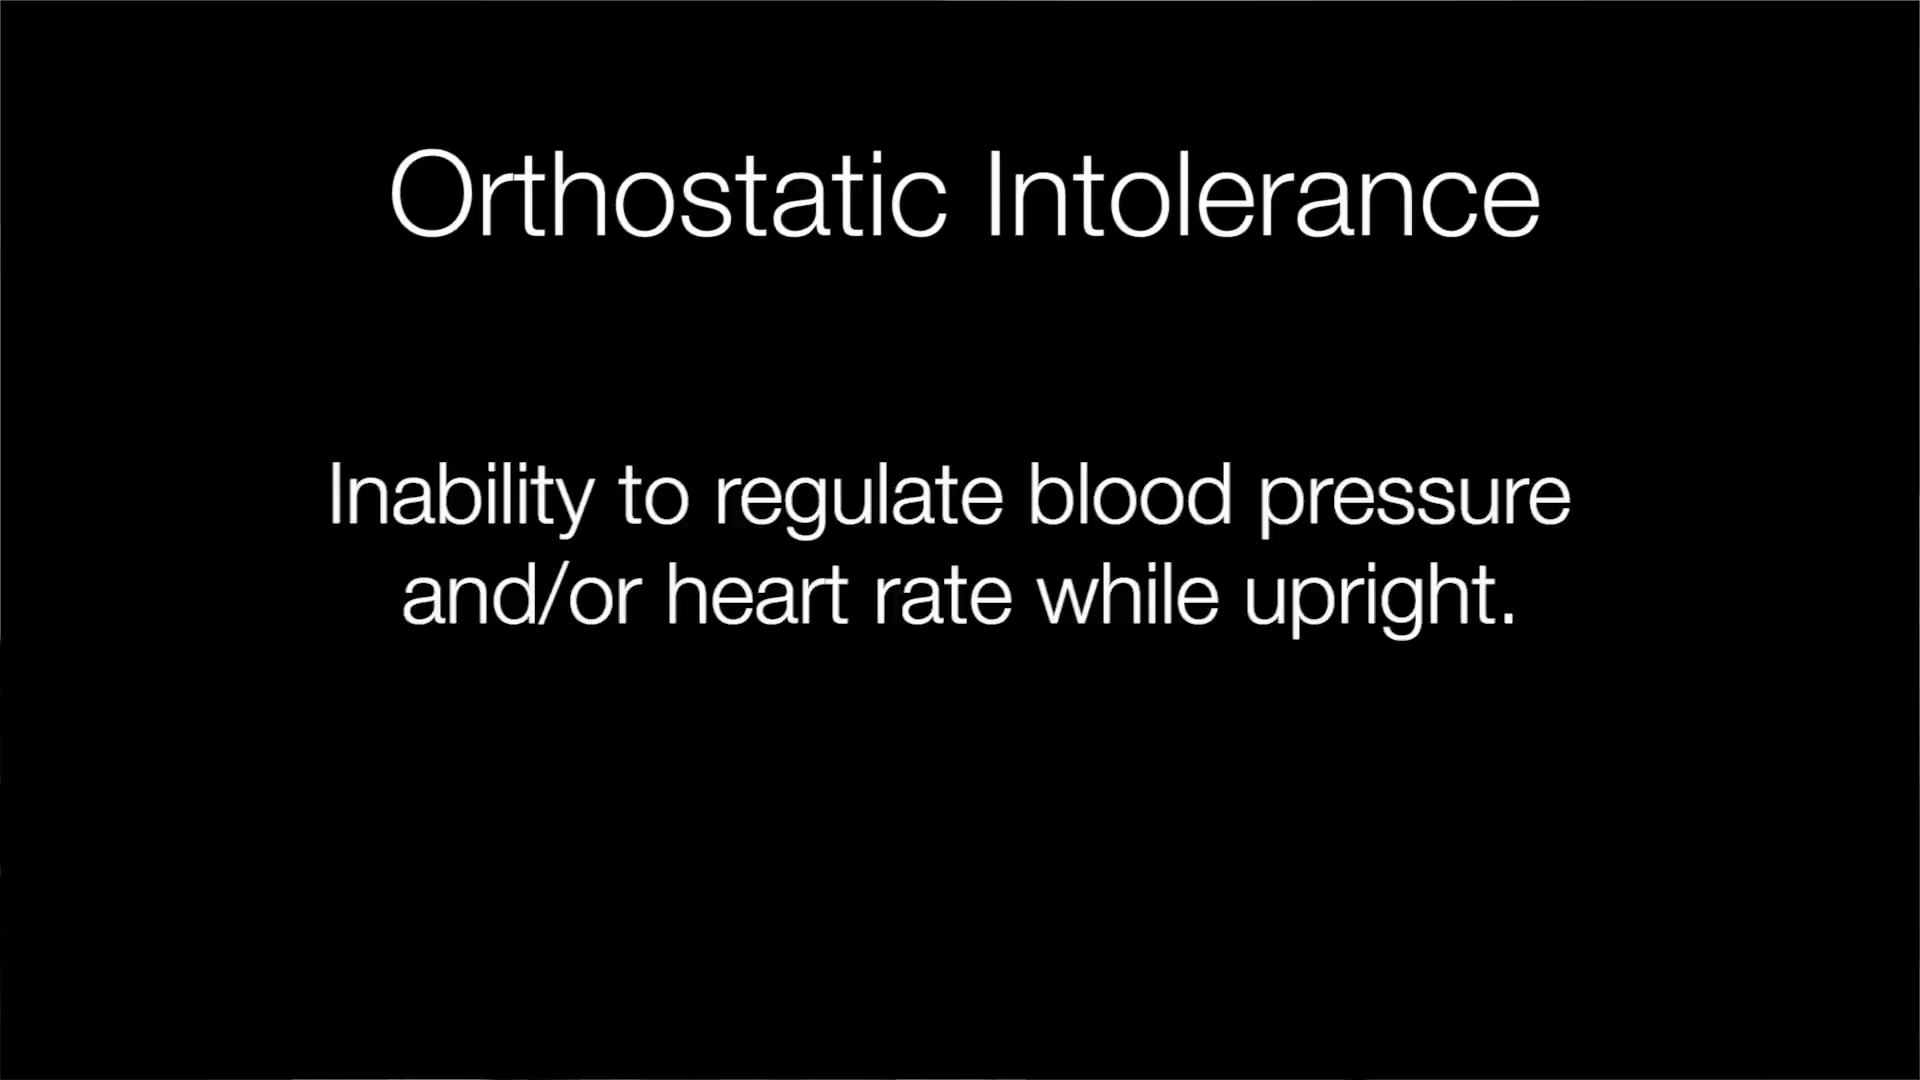 Orthostatic Intolerance
Inability to regulate blood pressure
and/or heart rate while upright.